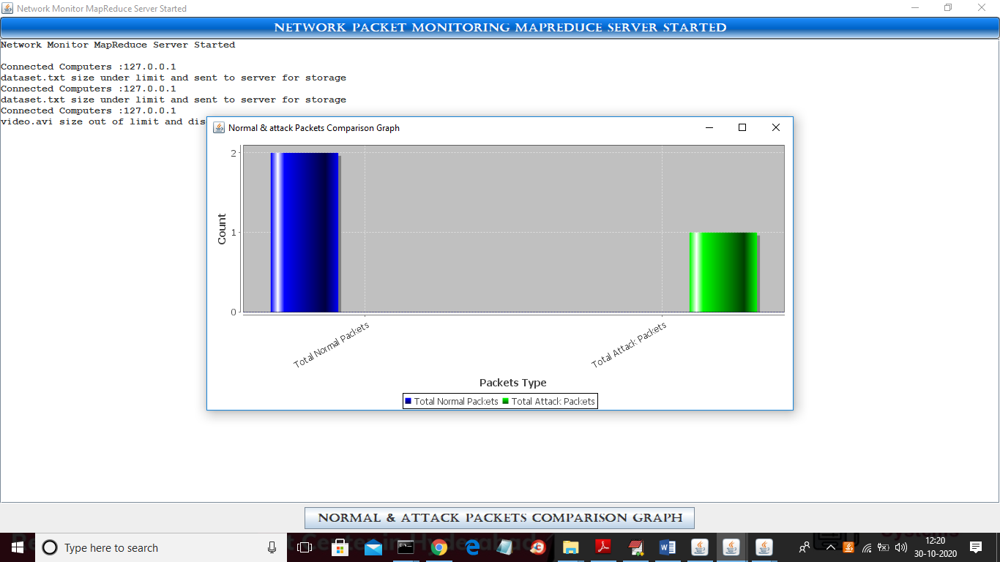 Network Monitor MapReduce Server Started
NETWORK PACKET MONITORING MAPREDUCE SERVER STARTED
Network Monitor MapReduce Server Started
Connected Computers :127.0.0.1
dataset.txt size under limit and sent to server for storage
Connected Computers :127.0.0.1
dataset.txt size under limit and sent to server for storage
Connected Computers :127.0.0.1
video.avi size out of limit and dis
Normal & attack Packets Comparison Graph
2
1
0
Count
Total Normal Packets
Total Attack Packets
Packets Type
Total Normal Packets Total Attack Packets
NORMAL & ATTACK PACKETS COMPARISON GRAPH
Type here to search
12:20
30-10-2020